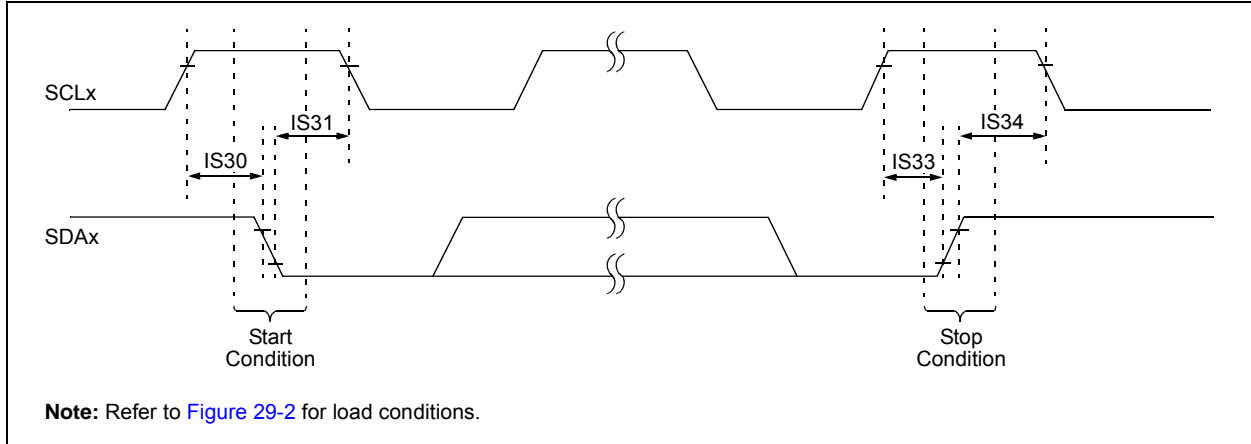 SCLx
IS31
IS34
IS30
IS33
SDAx
Start
Condition
Stop
Condition
Note: Refer to Figure 29-2 for load conditions.